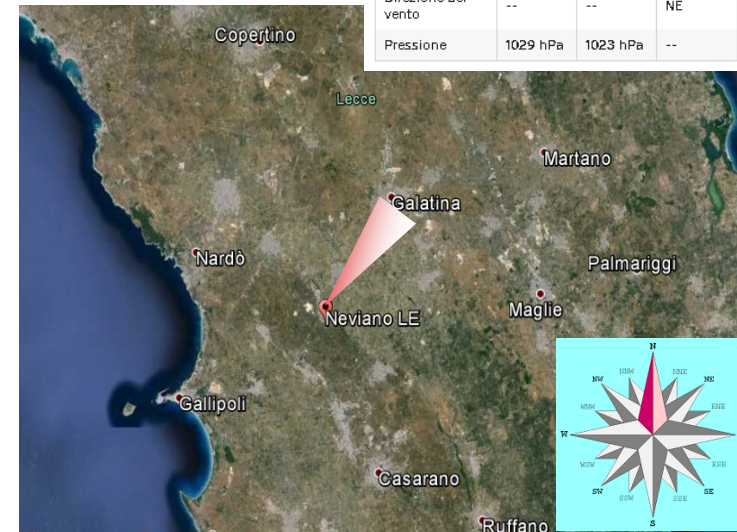 vento -- -- NE
Pressione 1029 hPa 1023 hPa --
Copertino
Lecce
Martano
Galatina
Nardò
Palmariggi
Maglie
Neviano LE
Gallipoli
Casarano
Ruffano
N
NNW NNE
NW NE
WNW ENE
W
WSW ESE
SW SE
SSW SSE
S